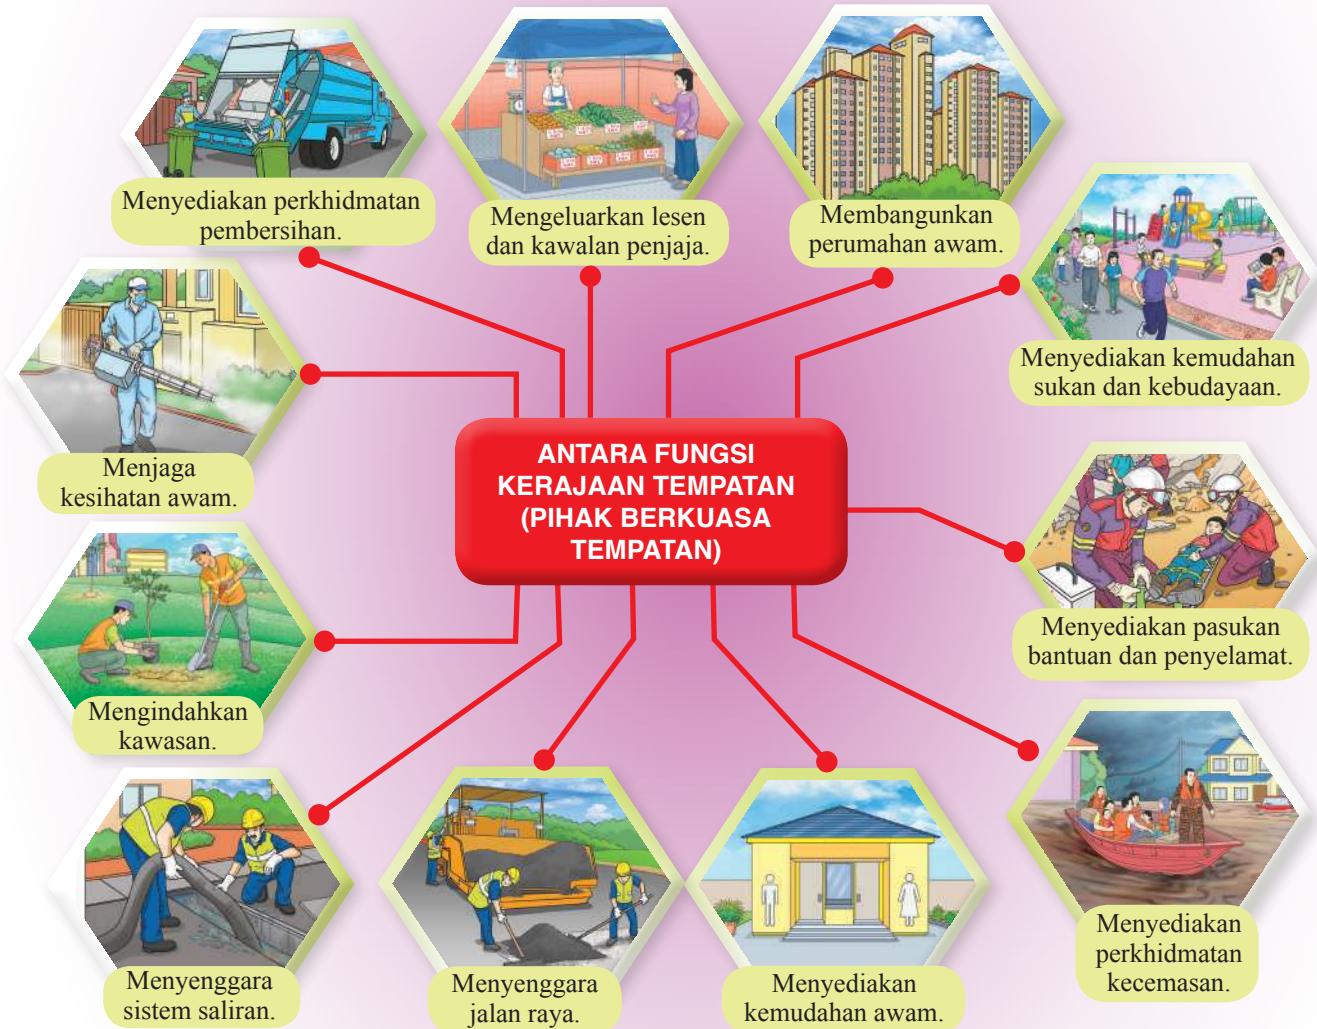 Menyediakan perkhidmatan
pembersihan.
Mengeluarkan lesen
dan kawalan penjaja.
Membangunkan
perumahan awam.
Menyediakan kemudahan
sukan dan kebudayaan.
Menjaga
kesihatan awam.
ANTARA FUNGSI
KERAJAAN TEMPATAN
(PIHAK BERKUASA
TEMPATAN)
Menyediakan pasukan
bantuan dan penyelamat.
Mengindahkan
kawasan.
Menyenggara
sistem saliran.
Menyenggara
jalan raya.
Menyediakan
kemudahan awam.
Menyediakan
perkhidmatan
kecemasan.